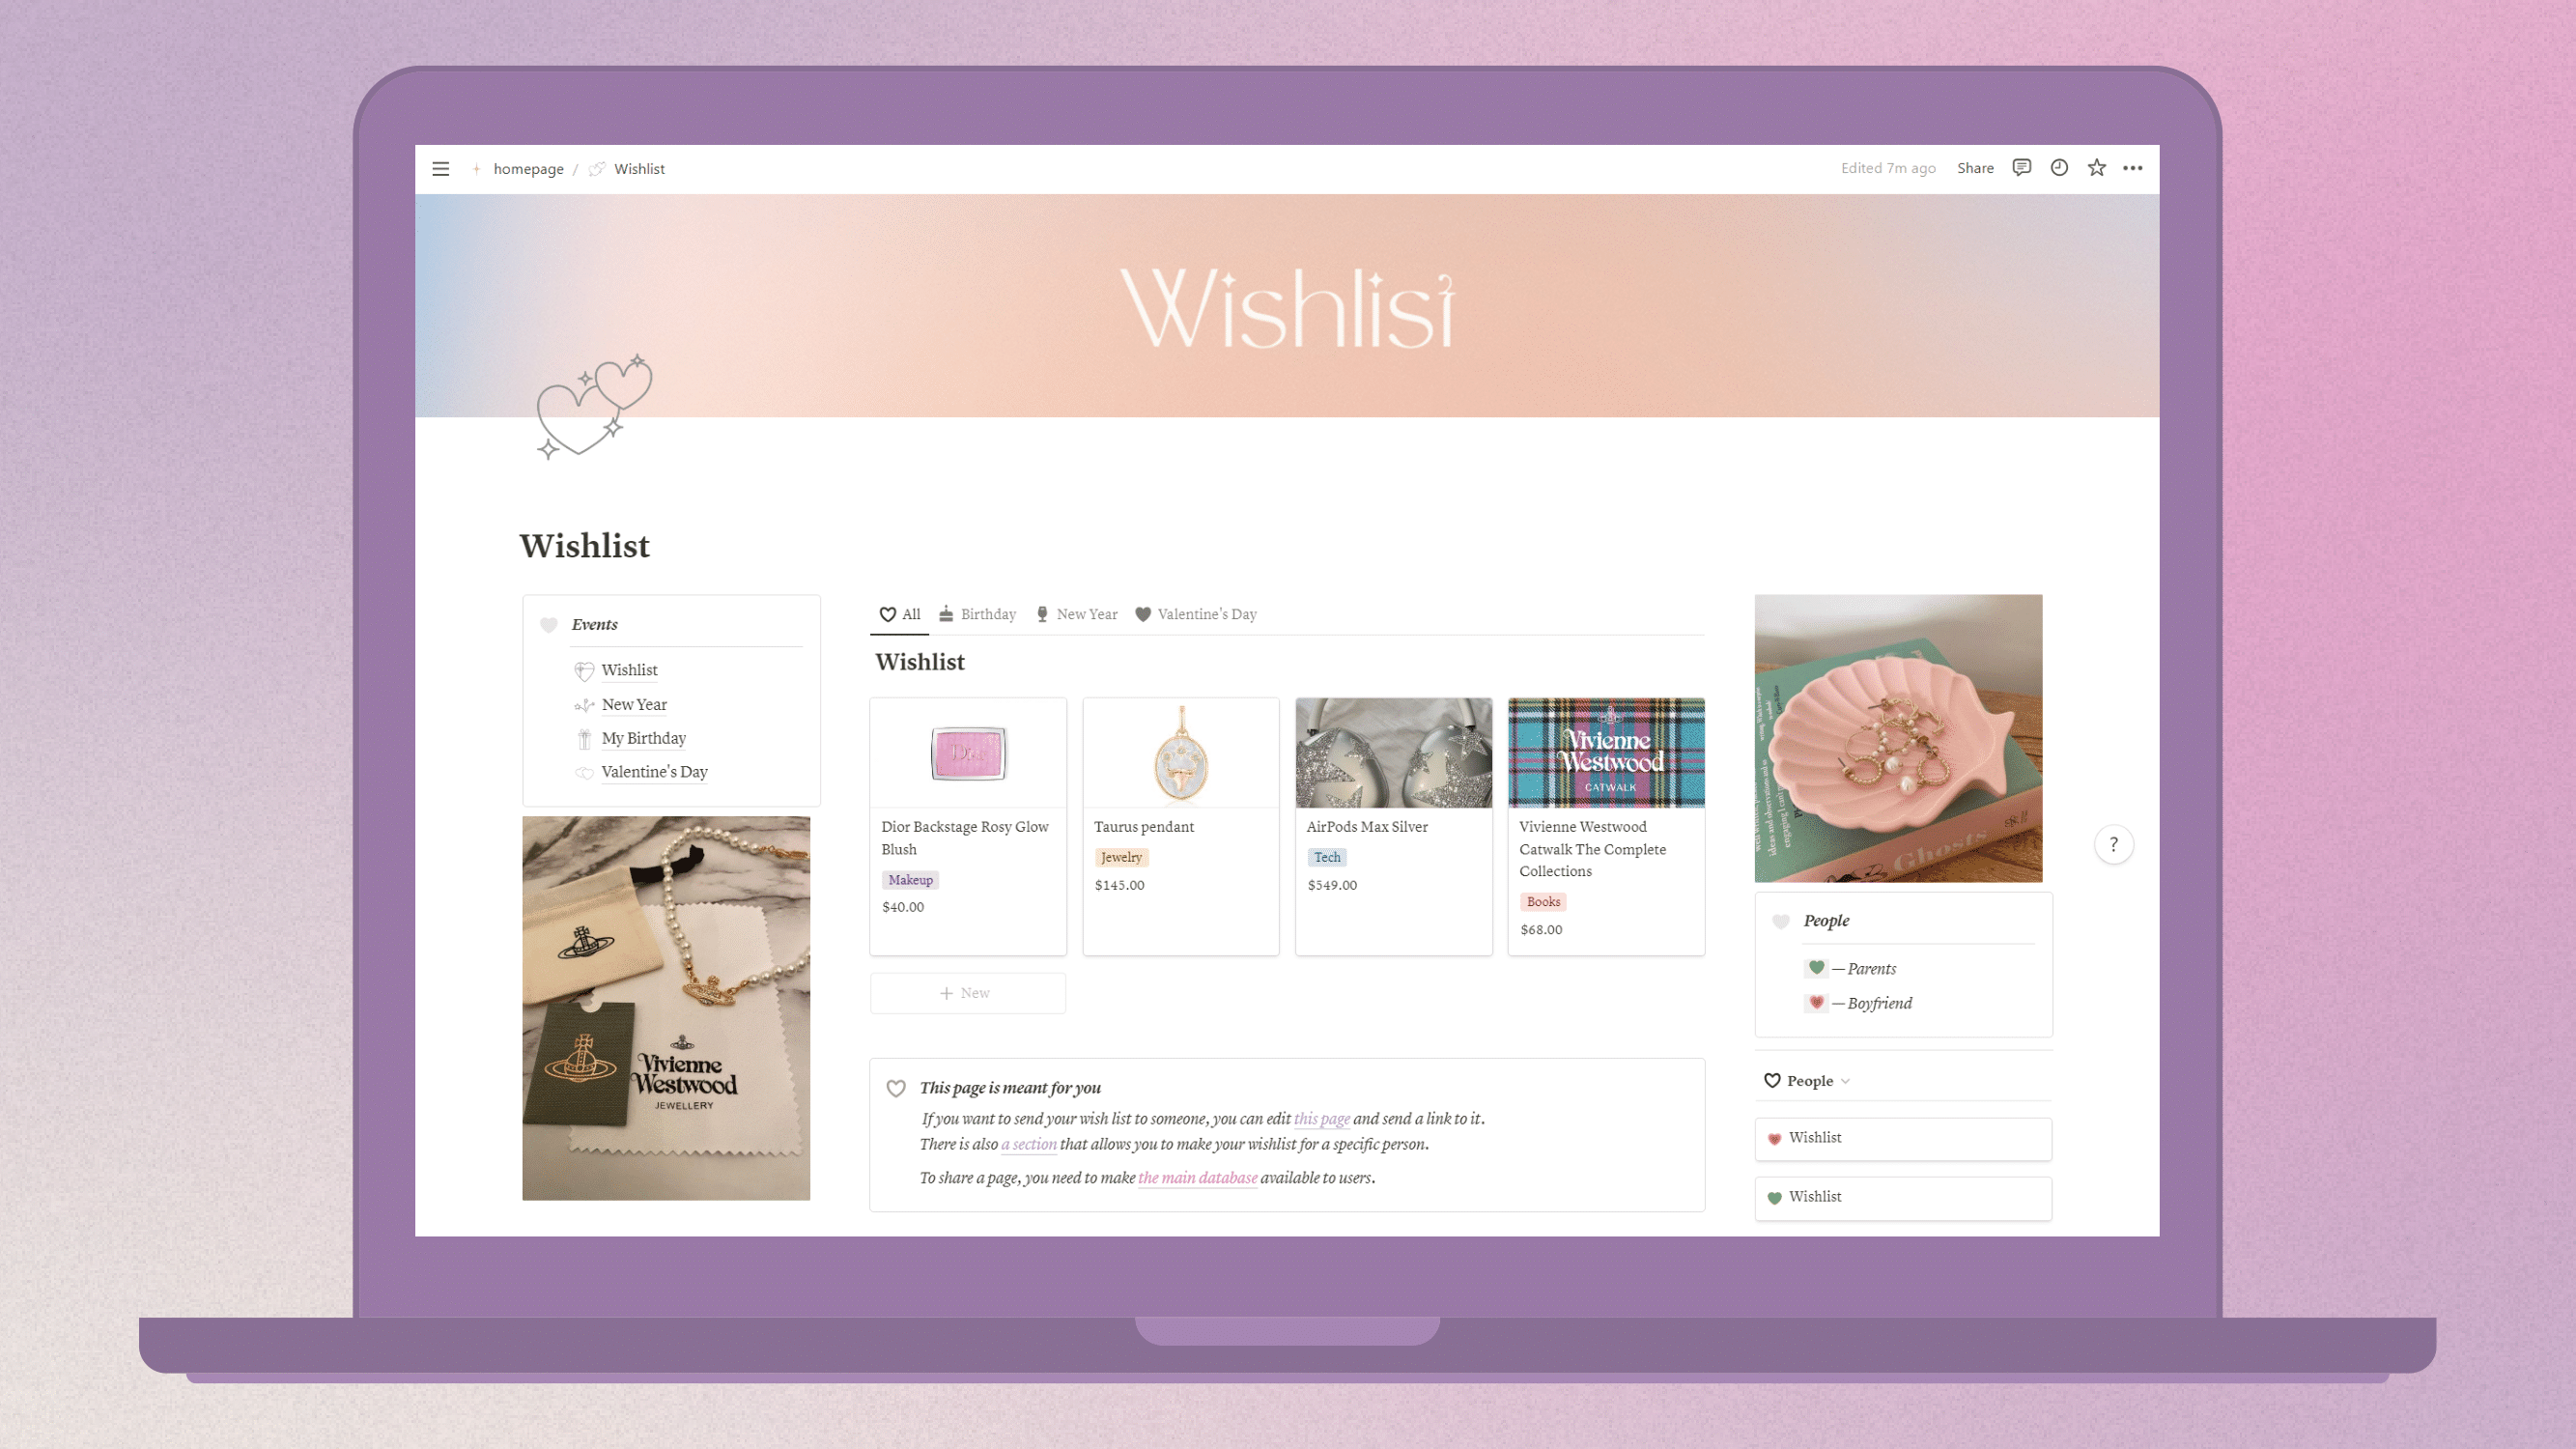 homepage / Wishlist
Edited 7m ago Share
Wishlist
Wishlist
Events
Wishlist
New Year
My Birthday
Valentine's Day
Vivienne
Westwood
JEWELLERY
All Birthday New Year Valentine's Day
Wishlist
Dior
Dior Backstage Rosy Glow
Blush
Makeup
$40.00
Taurus pendant
Jewelry
$145.00
AirPods Max Silver
Tech
$549.00
Vivienne
Westwood
CATWALK
Vivienne Westwood
Catwalk The Complete
Collections
Books
$68.00
+ New
This page is meant for you
If you want to send your wish list to someone, you can edit this page and send a link to it.
There is also a section that allows you to make your wishlist for a specific person.
To share a page, you need to make the main database available to users.
Ghosts
People
— Parents
— Boyfriend
People
Wishlist
Wishlist
?